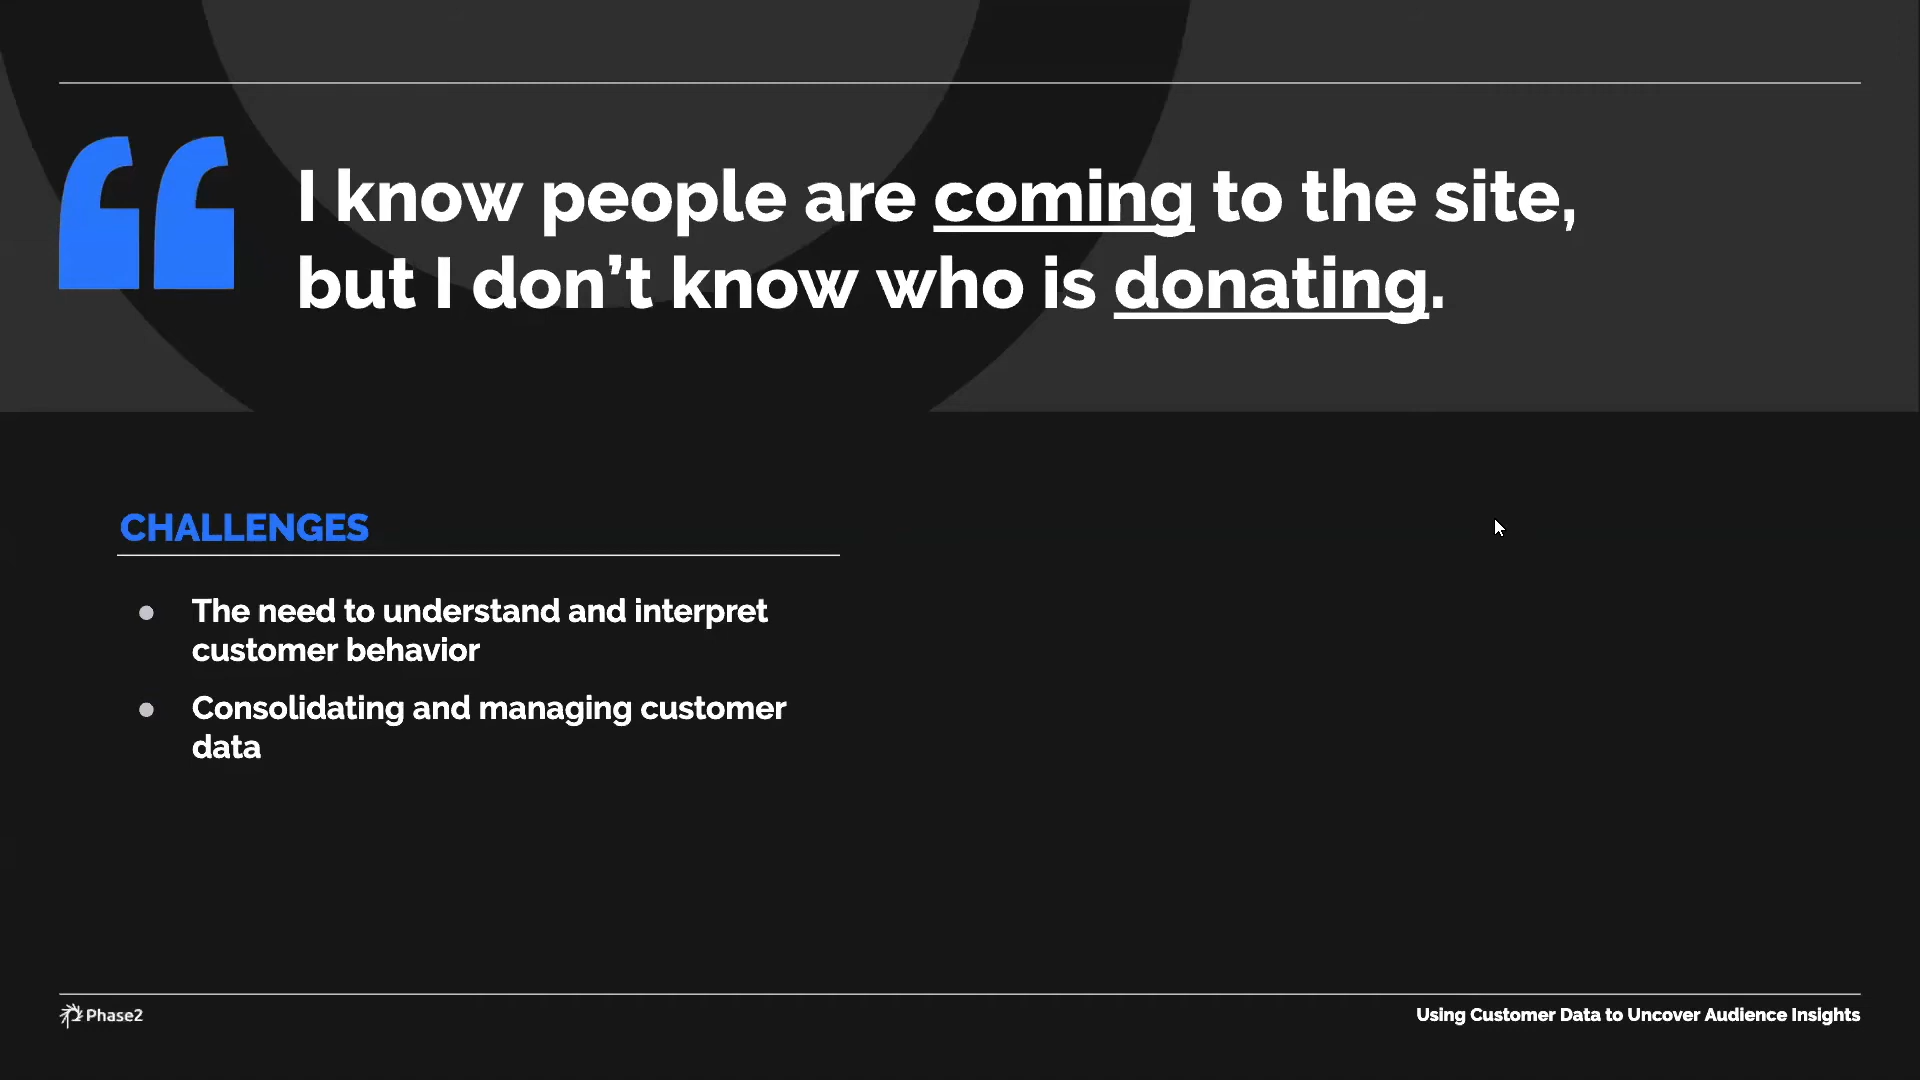 “
I know people are coming to the site,
but I don’t know who is donating.
CHALLENGES
● The need to understand and interpret
customer behavior
● Consolidating and managing customer
data
Phase2
Using Customer Data to Uncover Audience Insights